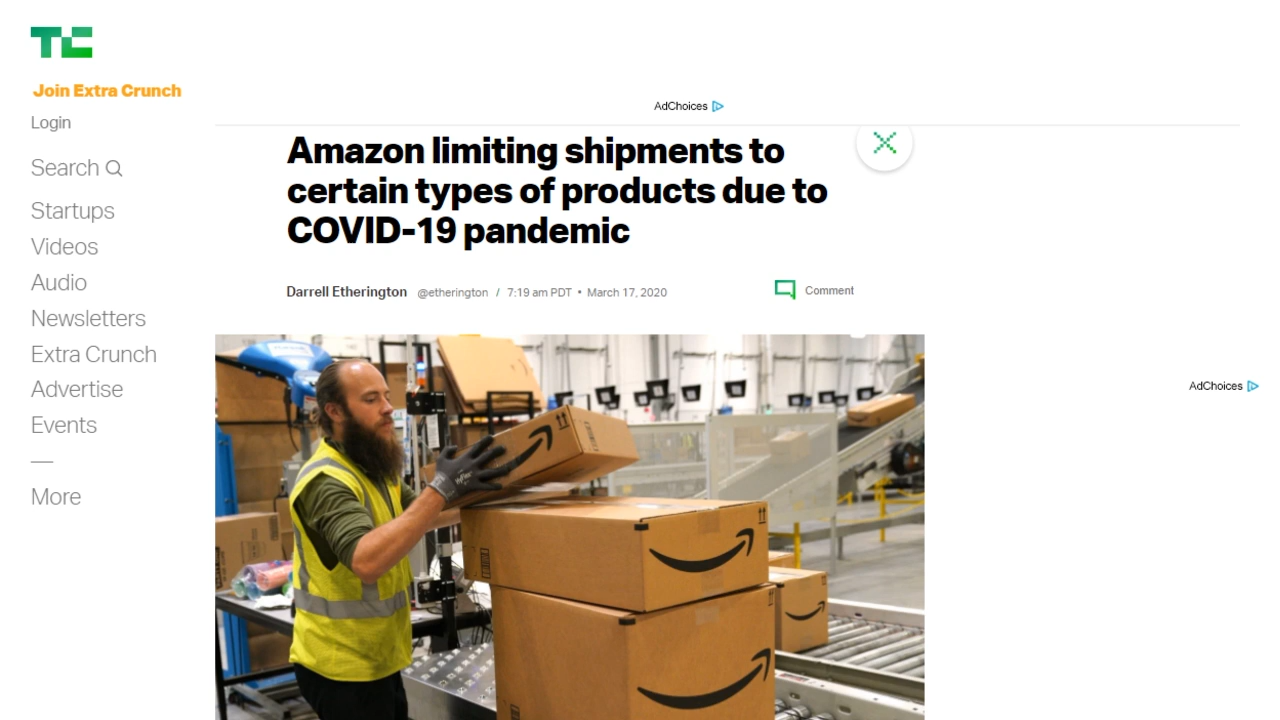 TC
Join Extra Crunch
Login
Search
Startups
Videos
Audio
Newsletters
Extra Crunch
Advertise
Events
More
AdChoices
Amazon limiting shipments to
certain types of products due to
COVID-19 pandemic
Darrell Etherington @etherington / 7:19 am PDT • March 17, 2020
Comment
AdChoices